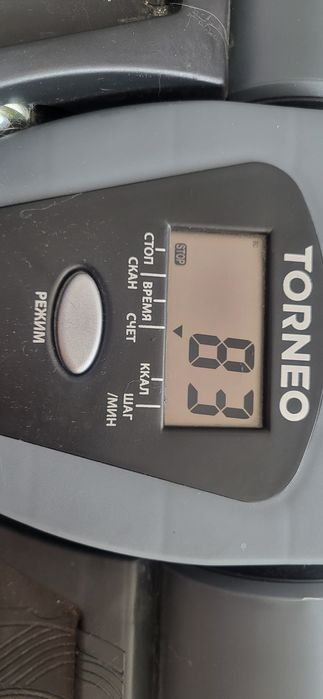 TORNEO
83
STOP
СТОП ВРЕМЯ ККАЛ
СКАН СЧЕТ ШАГ
/МИН
РЕЖИМ